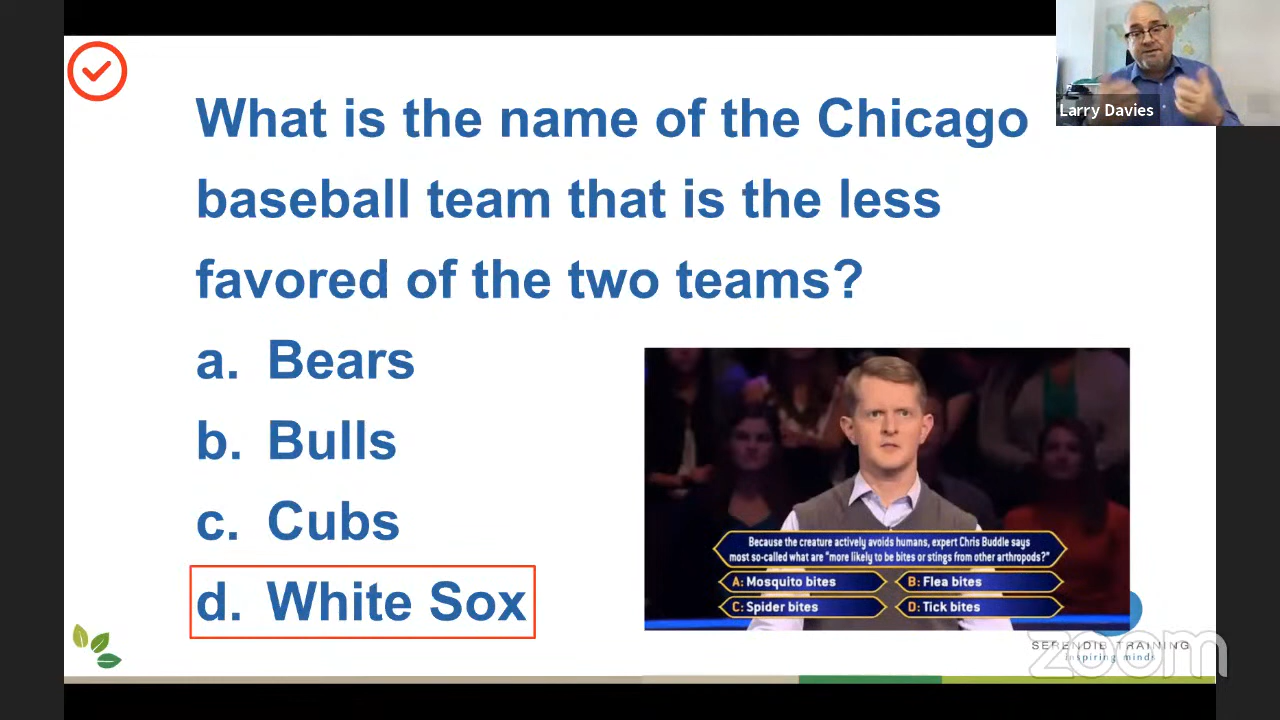 Larry Davies
What is the name of the Chicago
baseball team that is the less
favored of the two teams?
a. Bears
b. Bulls
c. Cubs
d. White Sox
Because the creature actively avoids humans, expert Chris Buddle says
most so-called what are "more likely to be bites or stings from other arthropods?"
A: Mosquito bites
B: Flea bites
C: Spider bites
D: Tick bites
SERENDIB TRAINING
inspiring minds
zoom